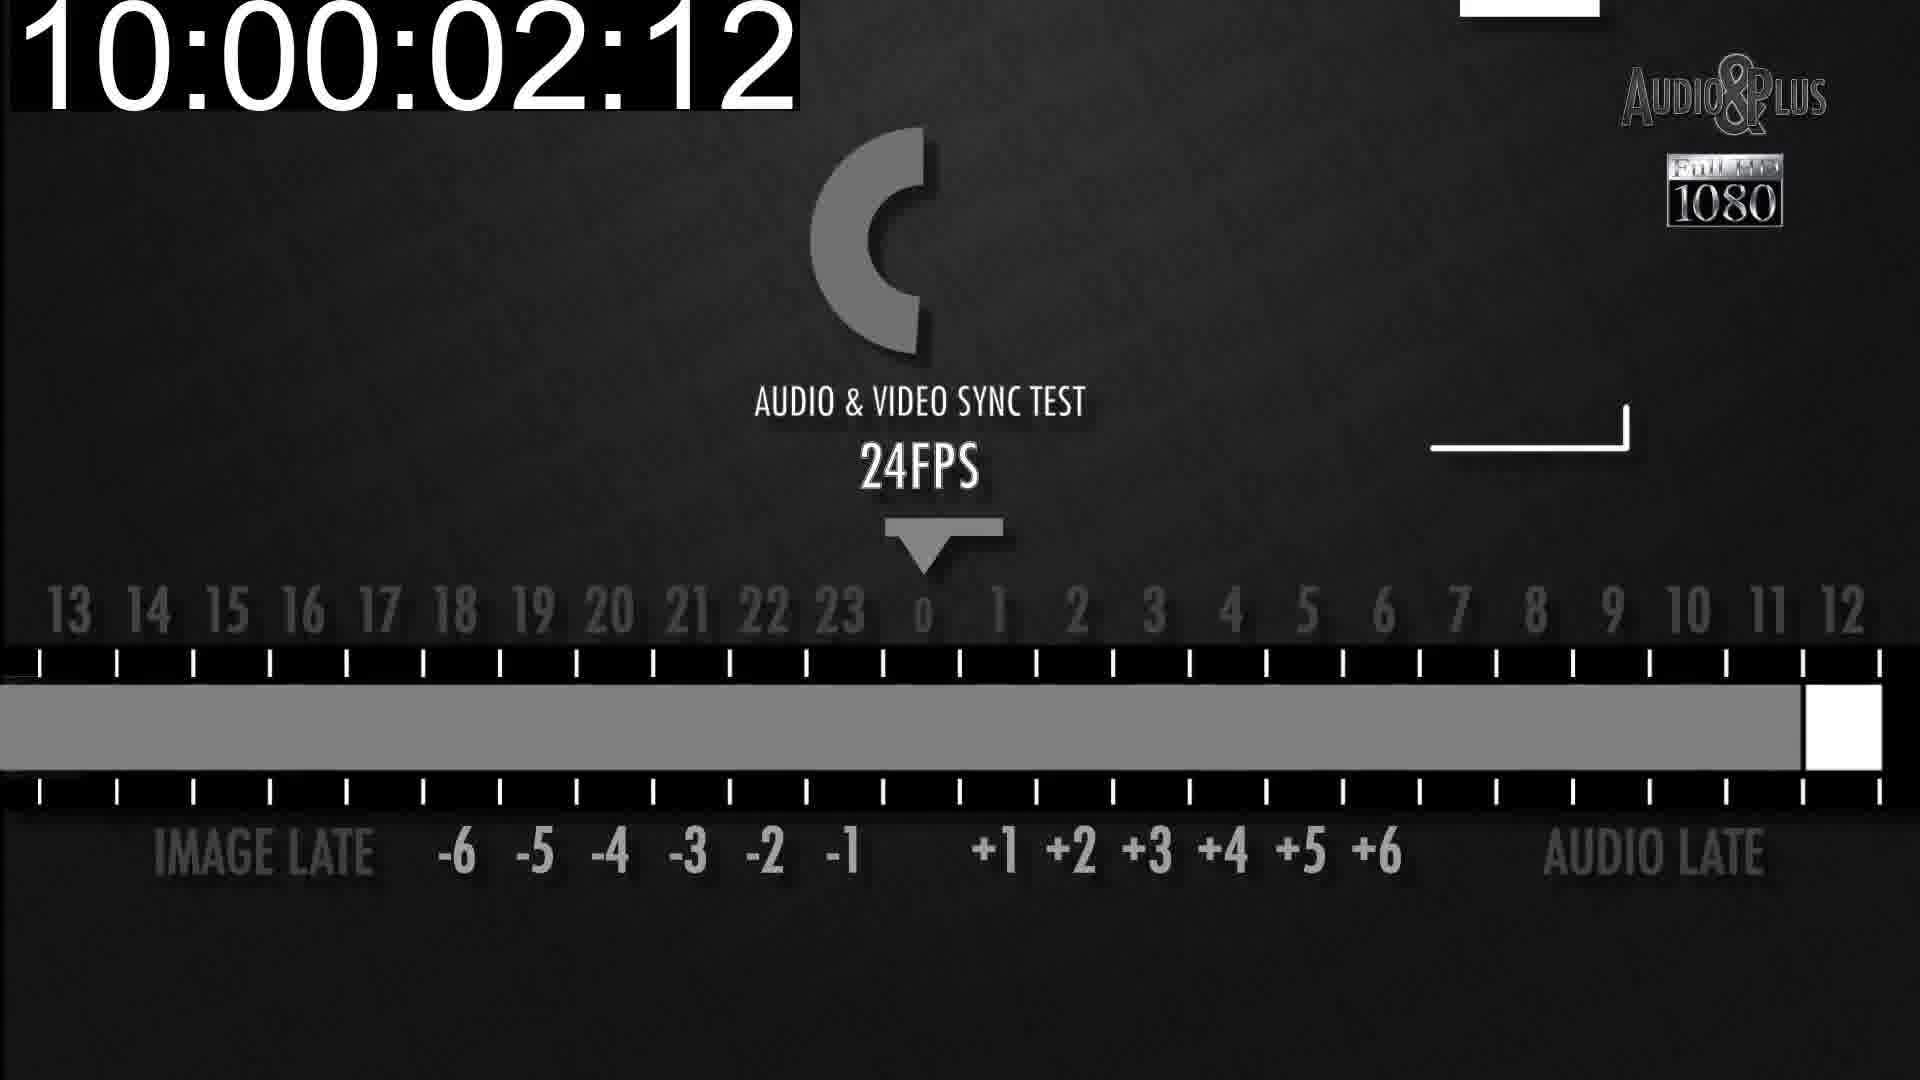 10:00:02:12
AUDIO&PLUS
FULL HD
1080
AUDIO & VIDEO SYNC TEST
24FPS
13 14 15 16 17 18 19 20 21 22 23 0 1 2 3 4 5 6 7 8 9 10 11 12
IMAGE LATE -6 -5 -4 -3 -2 -1 +1 +2 +3 +4 +5 +6 AUDIO LATE